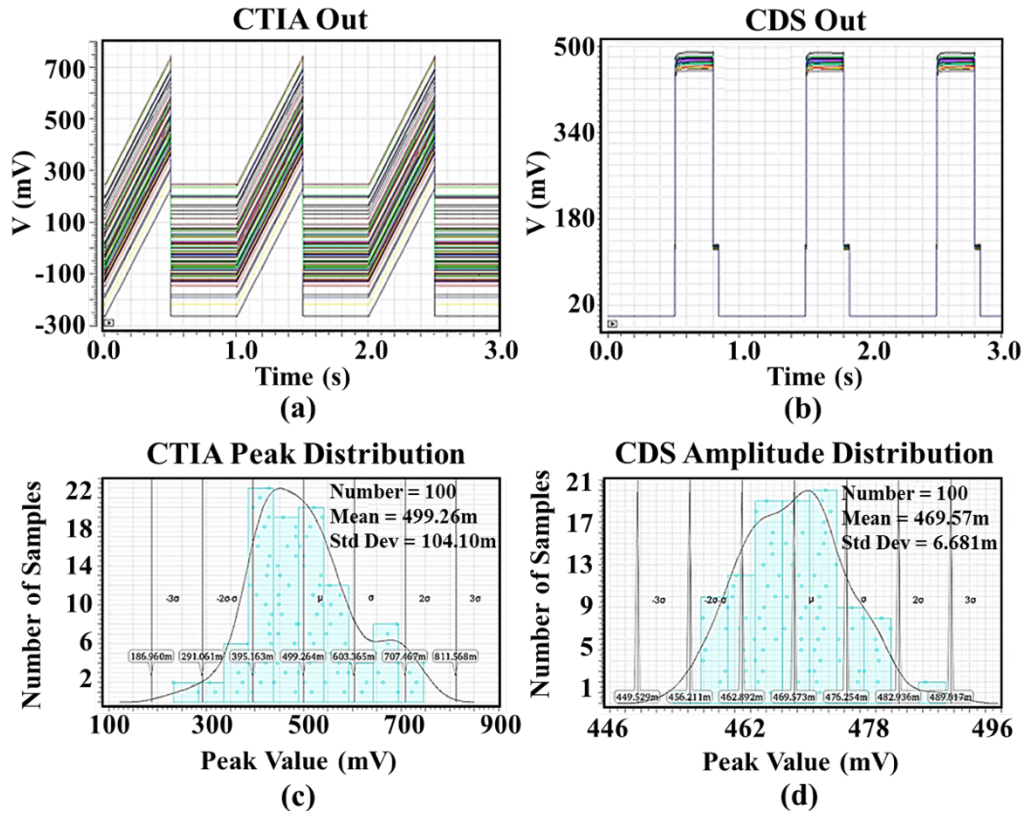 CTIA Out
700
500
300
100
-100
-300
V (mV)
0.0 1.0 2.0 3.0
Time (s)
(a)
CDS Out
500
340
180
20
V (mV)
0.0 1.0 2.0 3.0
Time (s)
(b)
CTIA Peak Distribution
22
18
14
10
6
2
Number of Samples
Number = 100
Mean = 499.26m
Std Dev = 104.10m
-3σ -2σ-σ μ σ 2σ 3σ
186.960m 291.061m 395.163m 499.264m 603.365m 707.467m 811.568m
100 300 500 700 900
Peak Value (mV)
(c)
CDS Amplitude Distribution
21
17
13
9
5
1
Number of Samples
Number = 100
Mean = 469.57m
Std Dev = 6.681m
-3σ -2σ-σ μ σ 2σ 3σ
449.529m 456.211m 462.892m 469.573m 476.254m 482.936m 489.617m
446 462 478 496
Peak Value (mV)
(d)